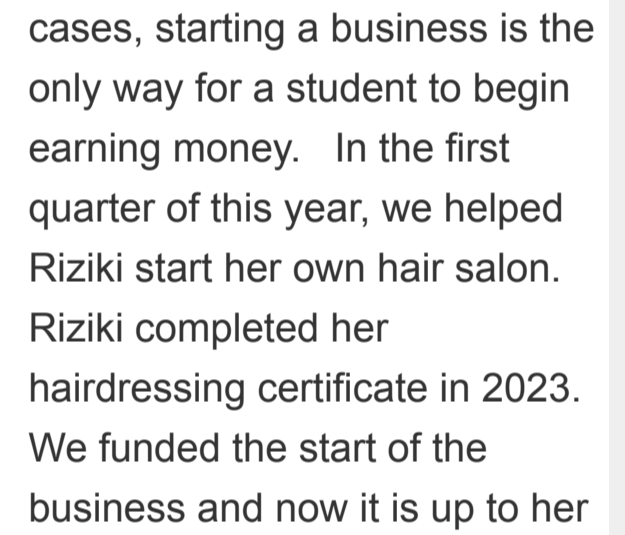 cases, starting a business is the
only way for a student to begin
earning money.   In the first
quarter of this year, we helped
Riziki start her own hair salon.
Riziki completed her
hairdressing certificate in 2023.
We funded the start of the
business and now it is up to her